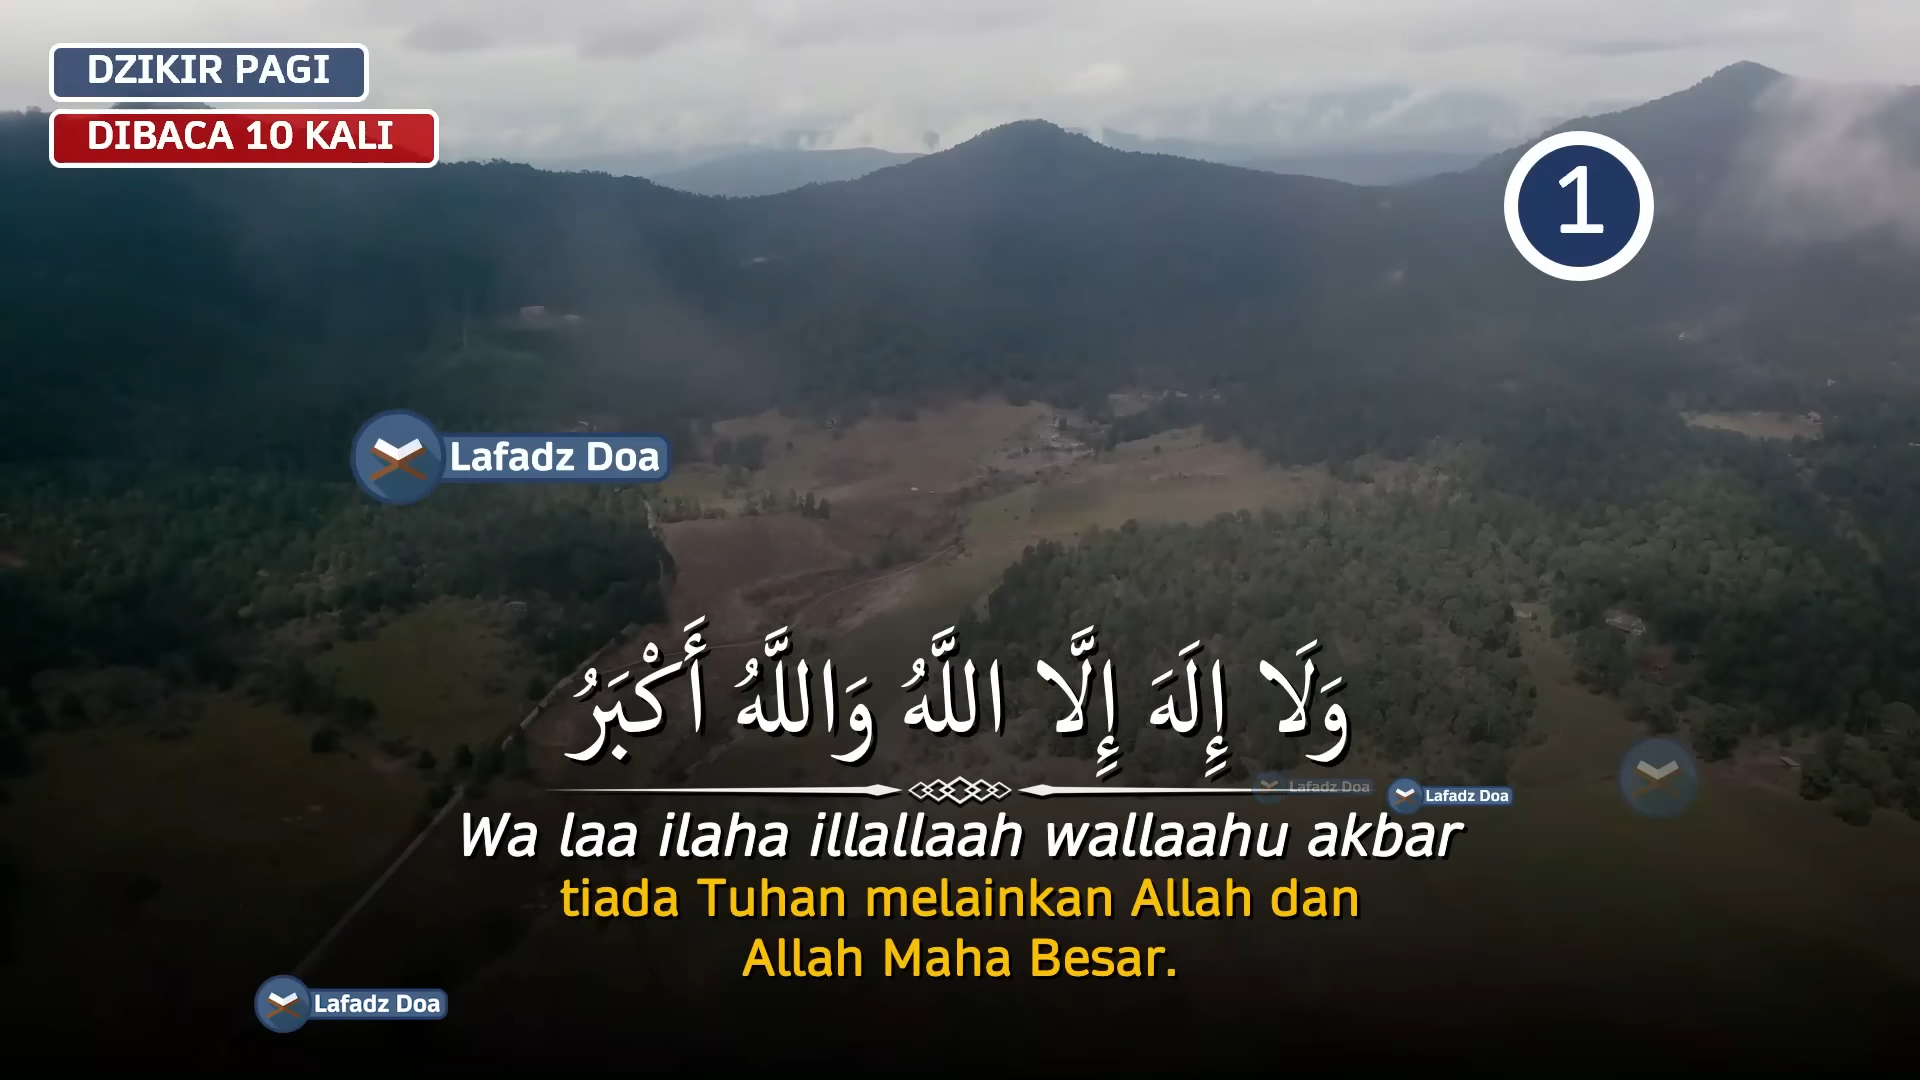 DZIKIR PAGI
DIBACA 10 KALI
1
Lafadz Doa
وَلَا إِلَهَ إِلَّا اللَّهُ وَاللَّهُ أَكْبَرُ
Lafadz Doa
Lafadz Doa
Wa laa ilaha illallaah wallaahu akbar
tiada Tuhan melainkan Allah dan
Allah Maha Besar.
Lafadz Doa